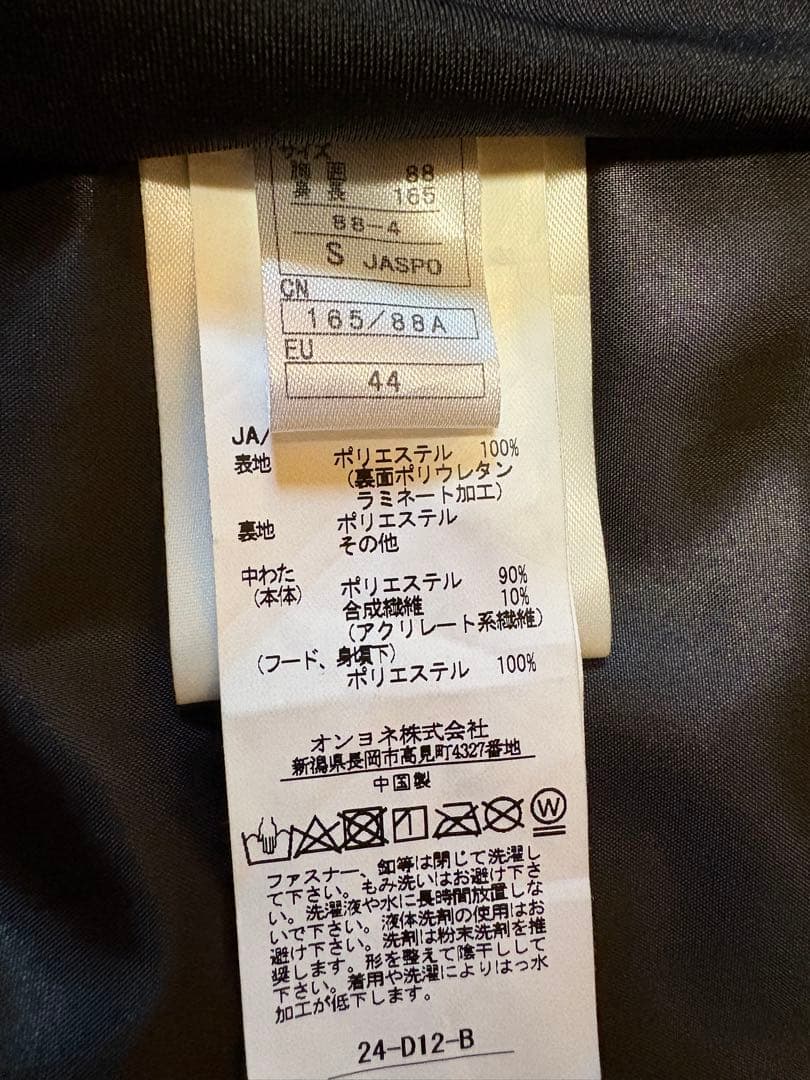 サイズ
胸囲 88
身長 165
88-4
S JASPO
CN
165/88A
EU
44
JA/
表地 ポリエステル 100%
(裏面ポリウレタン
ラミネート加工)
裏地 ポリエステル
その他
中わた ポリエステル 90%
(本体) 合成繊維 10%
(アクリレート系繊維)
(フード、身頃下)
ポリエステル 100%
オンヨネ株式会社
新潟県長岡市高見町4327番地
中国製
W
ファスナー、釦等は閉じて洗濯し
て下さい。もみ洗いはお避け下さ
い。洗濯液や水に長時間放置しな
いで下さい。液体洗剤の使用はお
避け下さい。洗剤は粉末洗剤を推
奨します。形を整えて陰干しして
下さい。着用や洗濯によりはっ水
加工が低下します。
24-D12-B